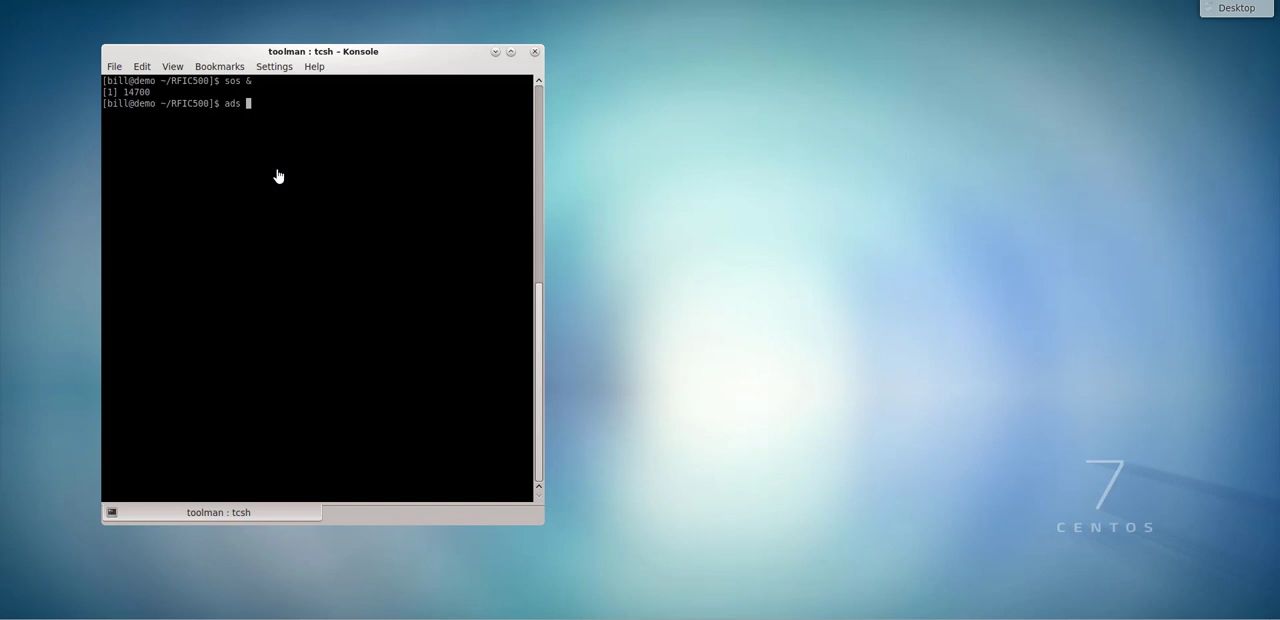 Desktop
toolman : tcsh – Konsole
File Edit View Bookmarks Settings Help
[bill@demo ~/RFIC500]$ sos &
[1] 14700
[bill@demo ~/RFIC500]$ ads
toolman : tcsh
7
CENTOS